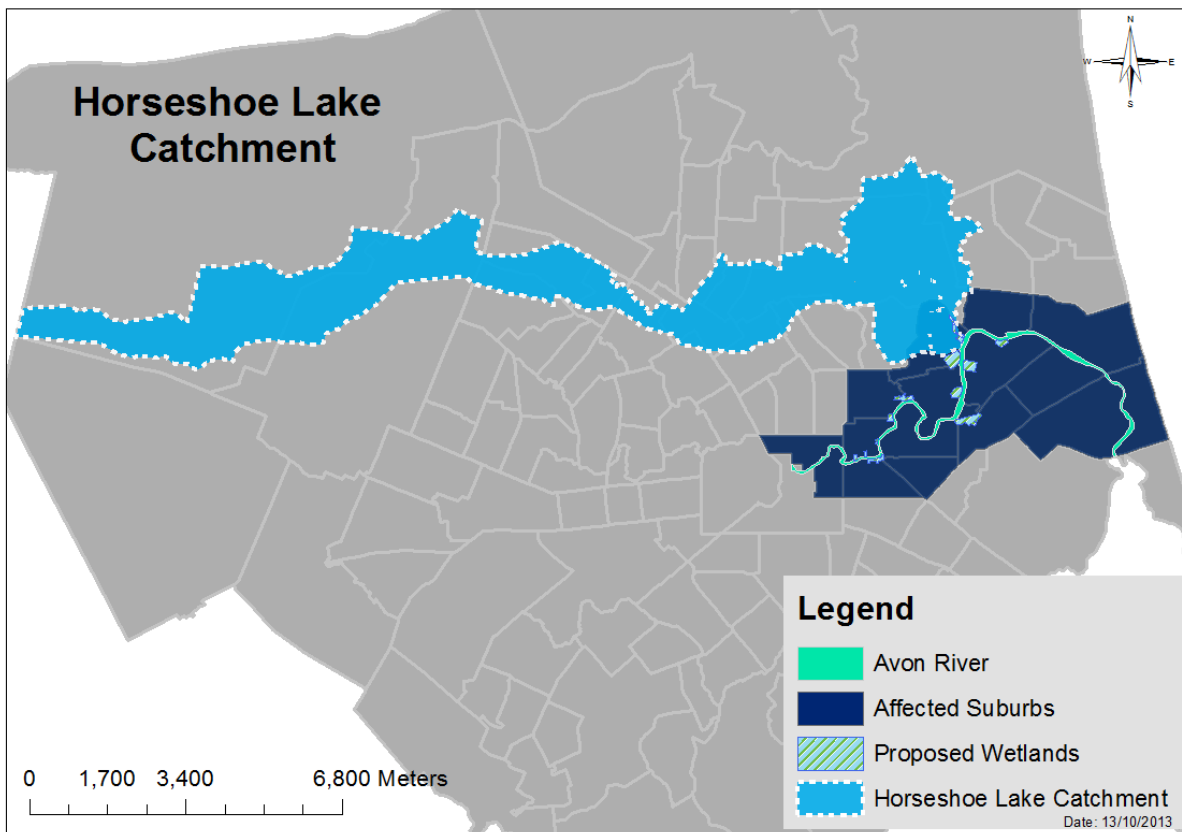 Horseshoe Lake
Catchment
N
W E
S
Legend
Avon River
Affected Suburbs
Proposed Wetlands
Horseshoe Lake Catchment
Date: 13/10/2013
0 1,700 3,400 6,800 Meters